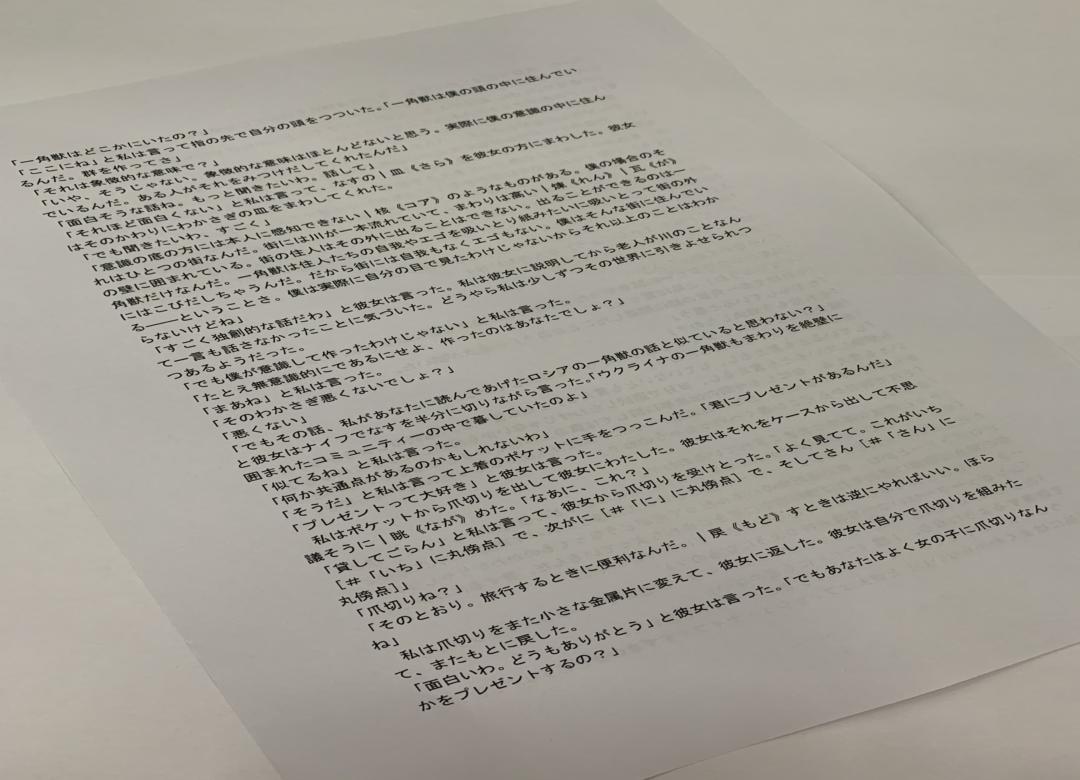 「一角獣はどこかにいたの？」
「ここにね」と私は言って指の先で自分の頭をつついた。「一角獣は僕の頭の中に住んでい
るんだ。群を作ってさ」
「それは象徴的な意味で？」
「いや、そうじゃない。象徴的な意味はほとんどないと思う。実際に僕の意識の中に住ん
でいるんだ。ある人がそれをみつけだしてくれたんだ」
「面白そうな話ね。もっと聞きたいわ。話して」
「それほど面白くない」と私は言って、なすの｜皿《さら》を彼女の方にまわした。彼女
はそのかわりにわかさぎの皿をまわしてくれた。
「でも聞きたいわ、すごく」
「意識の底の方には本人に感知できない｜核《コア》のようなものがある。僕の場合のそ
れはひとつの街なんだ。街には川が一本流れていて、まわりは高い｜煉《れん》｜瓦《が》
の壁に囲まれている。街の住人はその外に出ることはできない。出ることができるのは一
角獣だけなんだ。一角獣は住人たちの自我やエゴを吸いとり紙みたいに吸いとって街の外
にはこびだしちゃうんだ。だから街には自我もなくエゴもない。僕はそんな街に住んでい
る――ということさ。僕は実際に自分の目で見たわけじゃないからそれ以上のことはわか
らないけどね」
「すごく独創的な話だわ」と彼女は言った。私は彼女に説明してから老人が川のことなん
て一言も話さなかったことに気づいた。どうやら私は少しずつその世界に引きよせられつ
つあるようだった。
「でも僕が意識して作ったわけじゃない」と私は言った。
「たとえ無意識的にであるにせよ、作ったのはあなたでしょ？」
「まあね」と私は言った。
「そのわかさぎ悪くないでしょ？」
「悪くない」
「でもその話、私があなたに読んであげたロシアの一角獣の話と似ていると思わない？」
と彼女はナイフでなすを半分に切りながら言った。「ウクライナの一角獣もまわりを絶壁に
囲まれたコミュニティーの中で暮していたのよ」
「似てるね」と私は言った。
「何か共通点があるのかもしれないわ」
「そうだ」と私は言って上着のポケットに手をつっこんだ。「君にプレゼントがあるんだ」
「プレゼントって大好き」と彼女は言った。
　私はポケットから爪切りを出して彼女にわたした。彼女はそれをケースから出して不思
議そうに｜眺《なが》めた。「なあに、これ？」
「貸してごらん」と私は言って、彼女から爪切りを受けとった。「よく見てて。これがいち
［＃「いち」に丸傍点］で、次がに［＃「に」に丸傍点］で、そしてさん［＃「さん」に
丸傍点］」
「爪切りね？」
「そのとおり。旅行するときに便利なんだ。｜戻《もど》すときは逆にやればいい。ほら
ね」
　私は爪切りをまた小さな金属片に変えて、彼女に返した。彼女は自分で爪切りを組みた
て、またもとに戻した。
「面白いわ。どうもありがとう」と彼女は言った。「でもあなたはよく女の子に爪切りなん
かをプレゼントするの？」